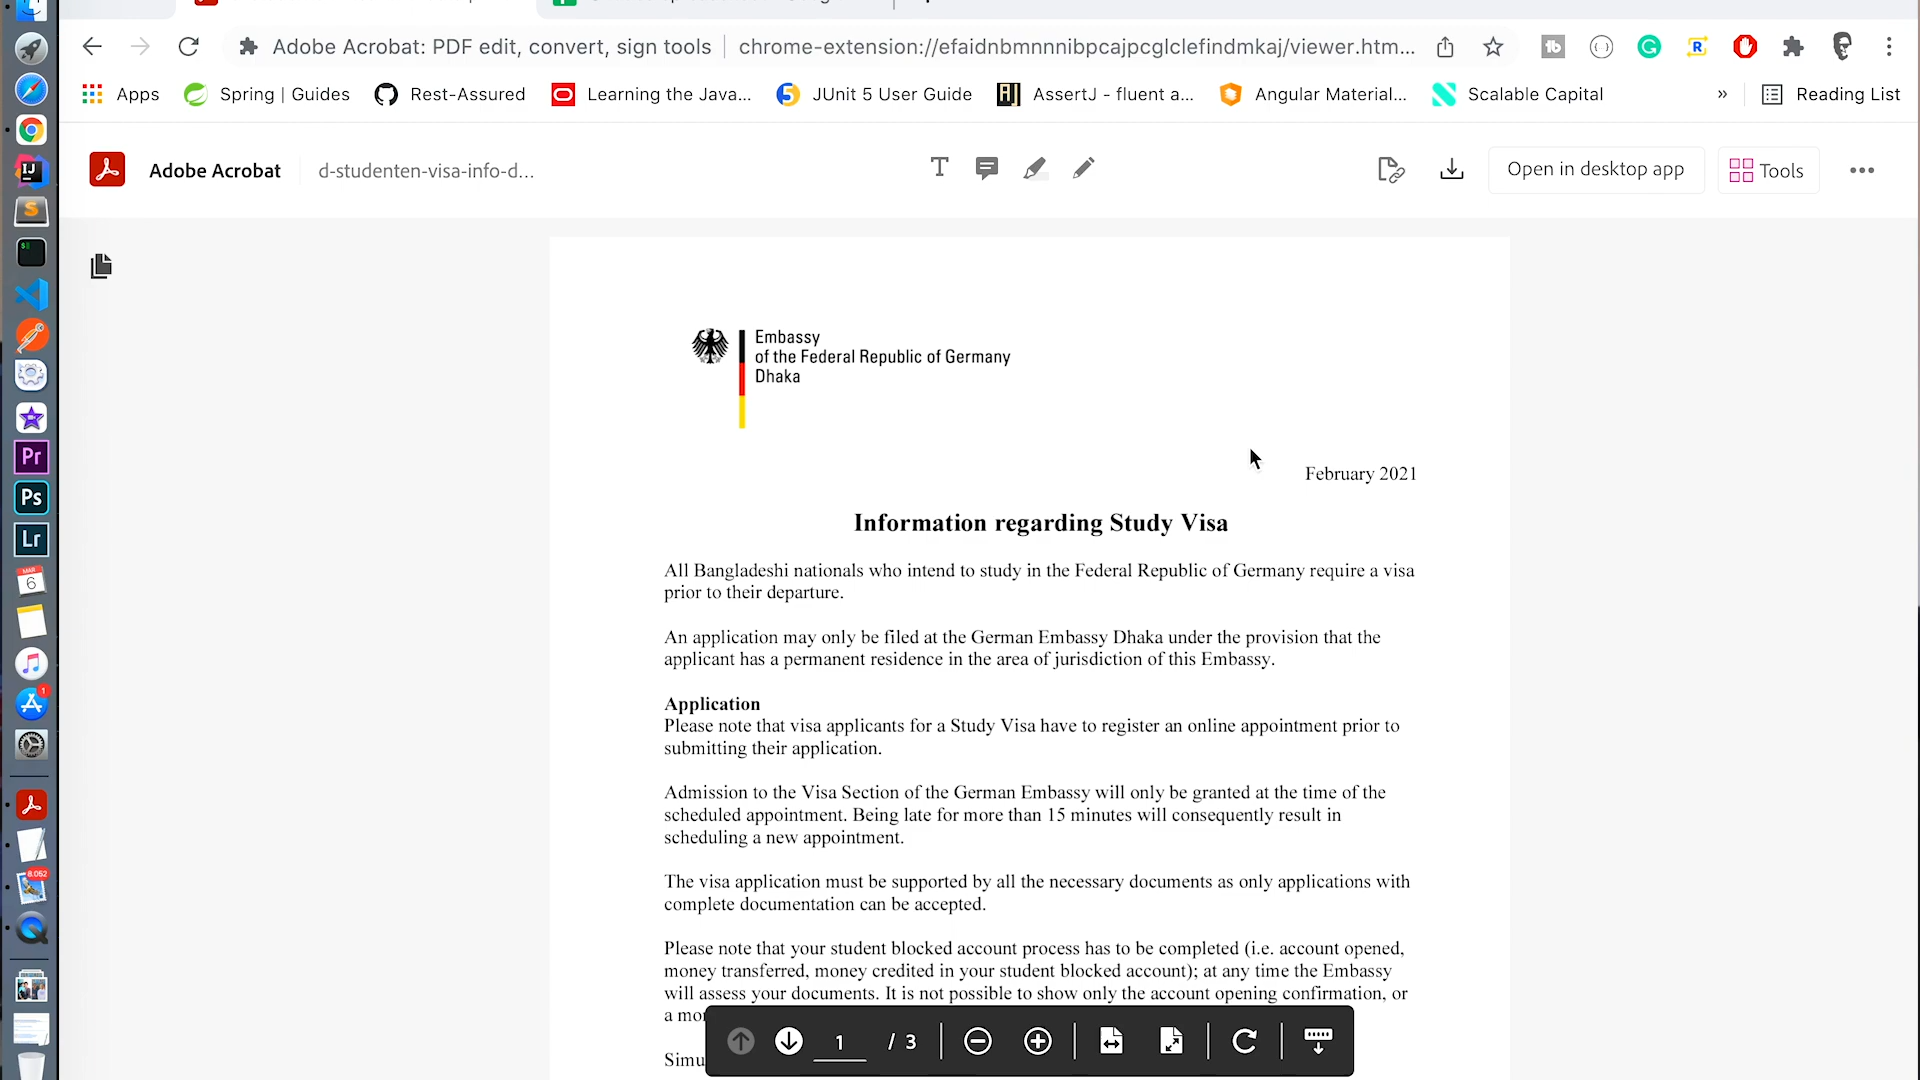 Adobe Acrobat: PDF edit, convert, sign tools
chrome-extension://efaidnbmnnnibpcajpcglclefindmkaj/viewer.htm...
Apps
Spring | Guides
Rest-Assured
Learning the Java...
JUnit 5 User Guide
AssertJ - fluent a...
Angular Material...
Scalable Capital
»
Reading List
Adobe Acrobat
d-studenten-visa-info-d...
Open in desktop app
Tools
Embassy
of the Federal Republic of Germany
Dhaka
February 2021
Information regarding Study Visa
All Bangladeshi nationals who intend to study in the Federal Republic of Germany require a visa
prior to their departure.
An application may only be filed at the German Embassy Dhaka under the provision that the
applicant has a permanent residence in the area of jurisdiction of this Embassy.
Application
Please note that visa applicants for a Study Visa have to register an online appointment prior to
submitting their application.
Admission to the Visa Section of the German Embassy will only be granted at the time of the
scheduled appointment. Being late for more than 15 minutes will consequently result in
scheduling a new appointment.
The visa application must be supported by all the necessary documents as only applications with
complete documentation can be accepted.
Please note that your student blocked account process has to be completed (i.e. account opened,
money transferred, money credited in your student blocked account); at any time the Embassy
will assess your documents. It is not possible to show only the account opening confirmation, or
a
1 / 3
IJ
S
Pr
Ps
Lr
MAR
6
1
8.052